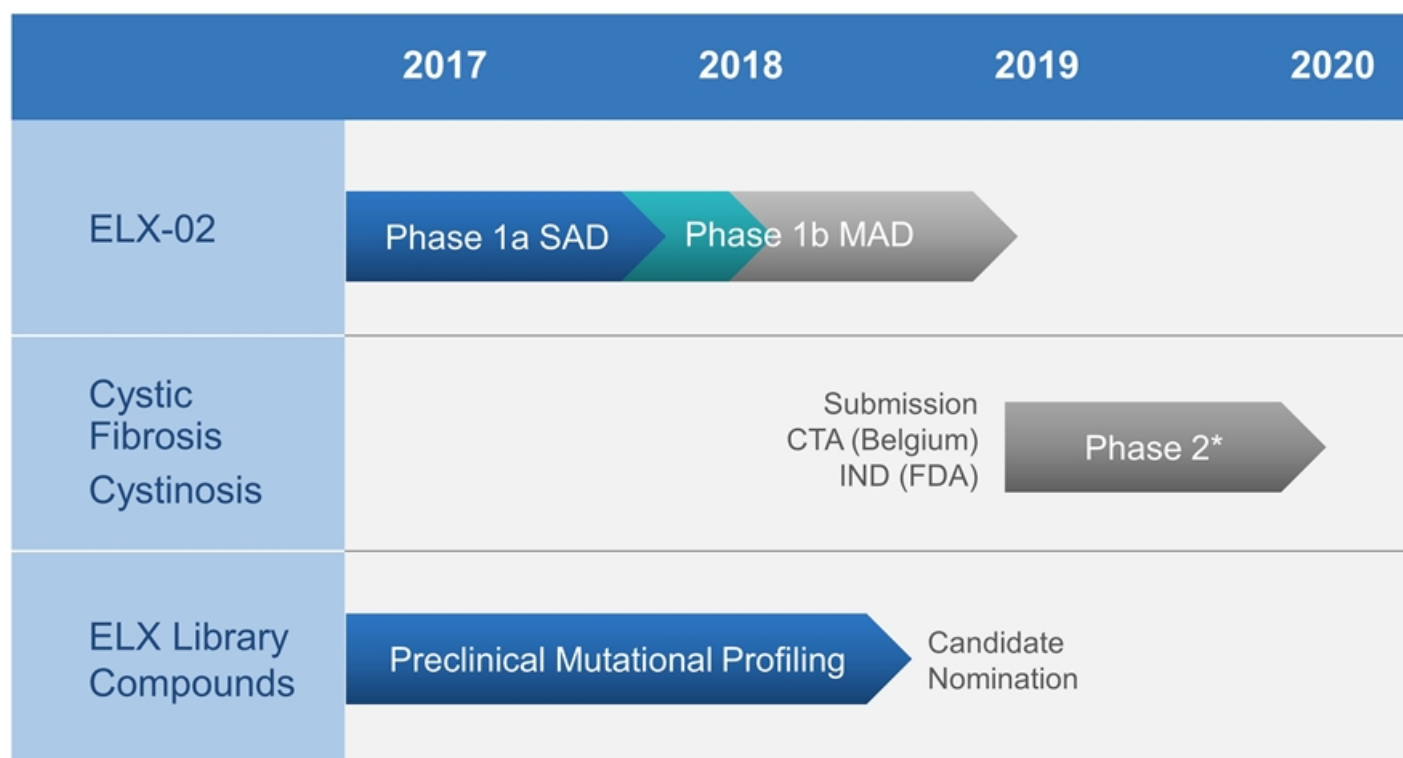 2017 2018 2019 2020
ELX-02
Phase 1a SAD
Phase 1b MAD
Cystic
Fibrosis
Cystinosis
Submission
CTA (Belgium)
IND (FDA)
Phase 2*
ELX Library
Compounds
Preclinical Mutational Profiling
Candidate
Nomination